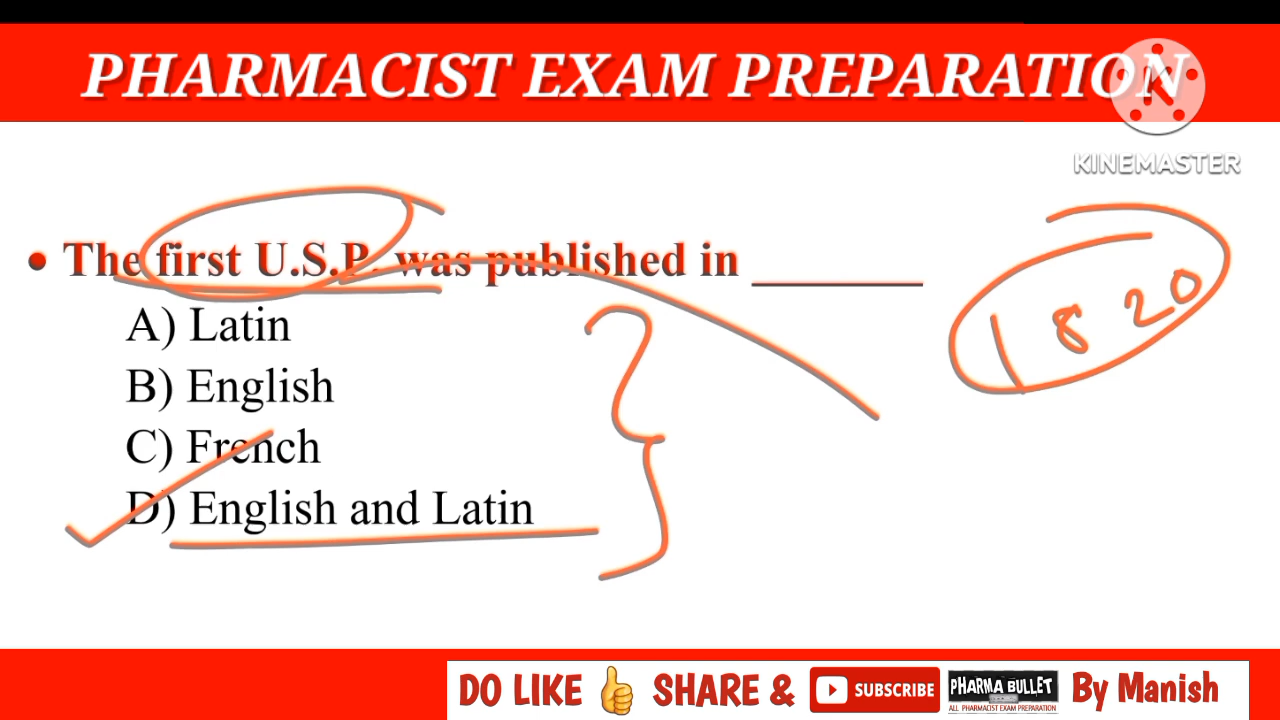 PHARMACIST EXAM PREPARATION
K
KINEMASTER
• The first U.S.P. was published in ________
1820
A) Latin
B) English
C) French
D) English and Latin
DO LIKE 👍 SHARE & SUBSCRIBE PHARMA BULLET By Manish
ALL PHARMACIST EXAM PREPARATION